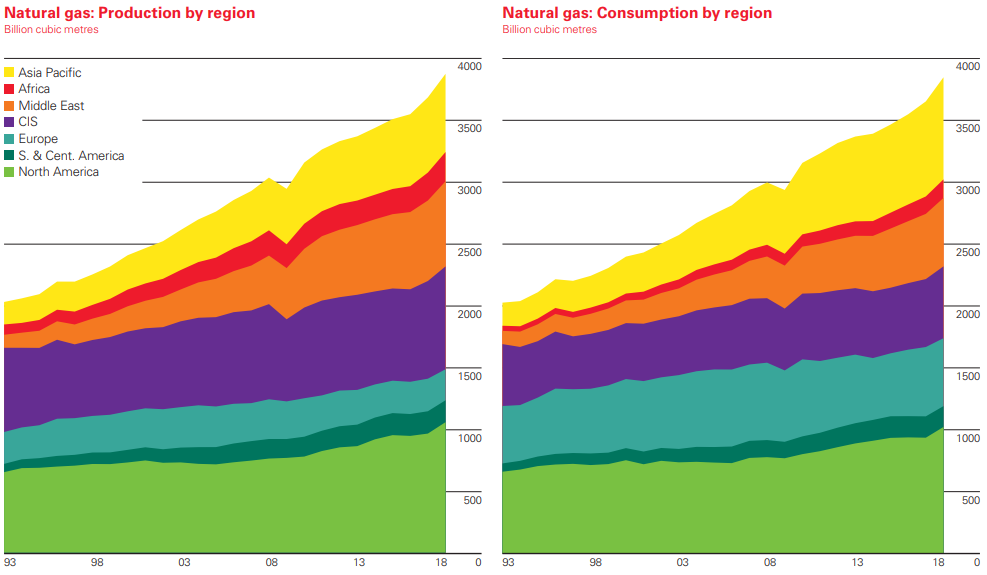 Natural gas: Production by region
Billion cubic metres
Asia Pacific
Africa
Middle East
CIS
Europe
S. & Cent. America
North America
4000
3500
3000
2500
2000
1500
1000
500
0
93 98 03 08 13 18
Natural gas: Consumption by region
Billion cubic metres
4000
3500
3000
2500
2000
1500
1000
500
0
93 98 03 08 13 18